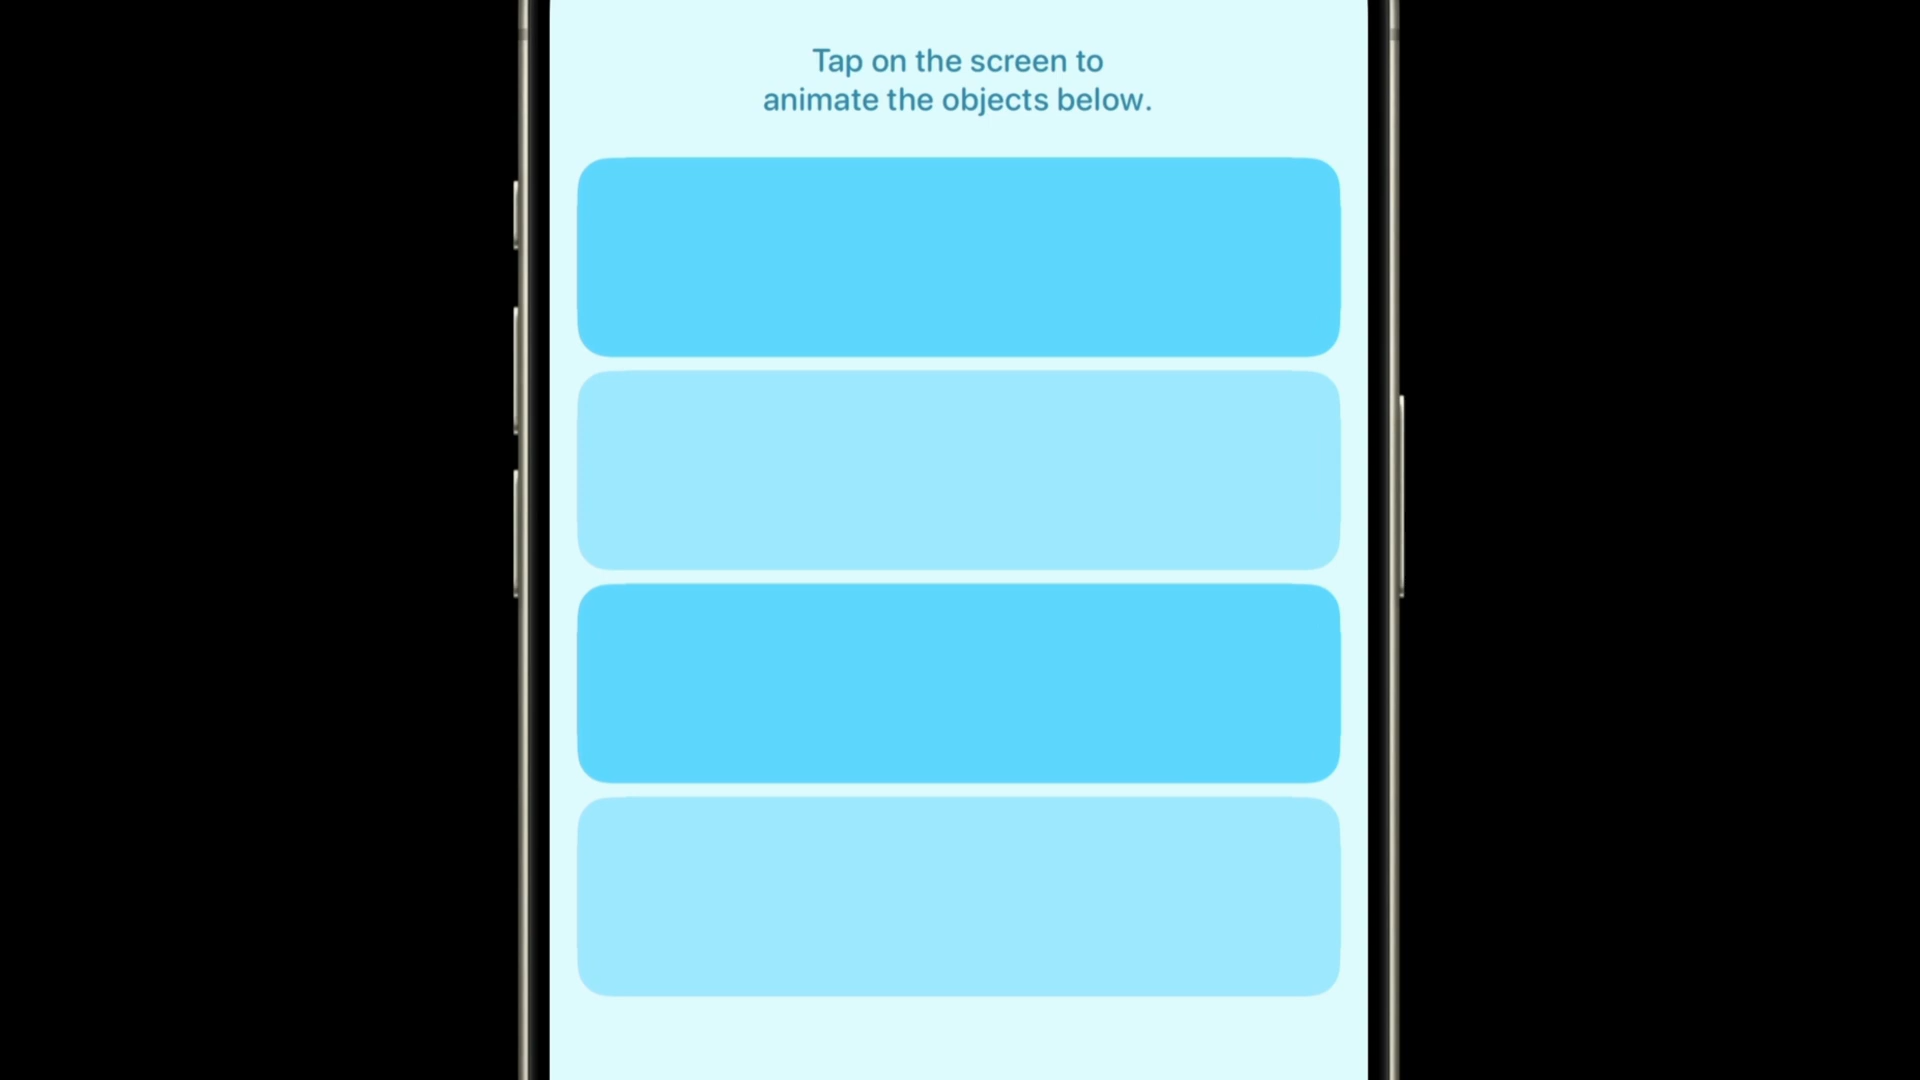 Tap on the screen to
animate the objects below.